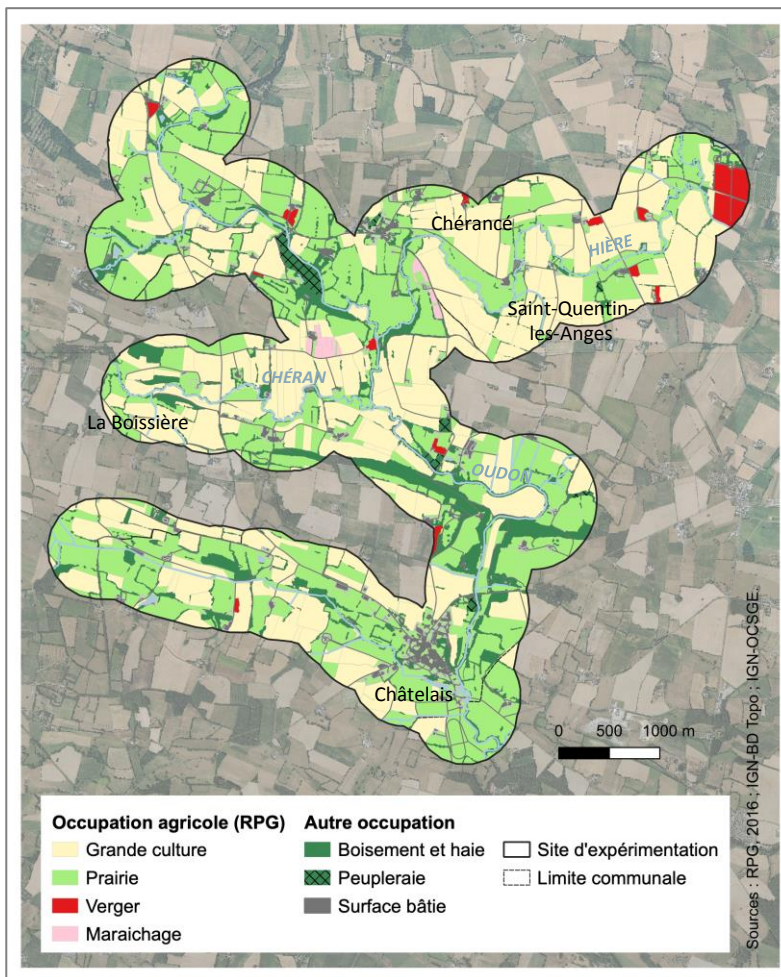 Chérancé
HIÈRE
Saint-Quentin-
les-Anges
CHÉRAN
La Boissière
OUDON
Châtelais
0 500 1000 m
Occupation agricole (RPG)
Grande culture
Prairie
Verger
Maraichage
Autre occupation
Boisement et haie
Peupleraie
Surface bâtie
Site d'expérimentation
Limite communale
Sources : RPG, 2016 ; IGN-BD Topo ; IGN-OCSGE.